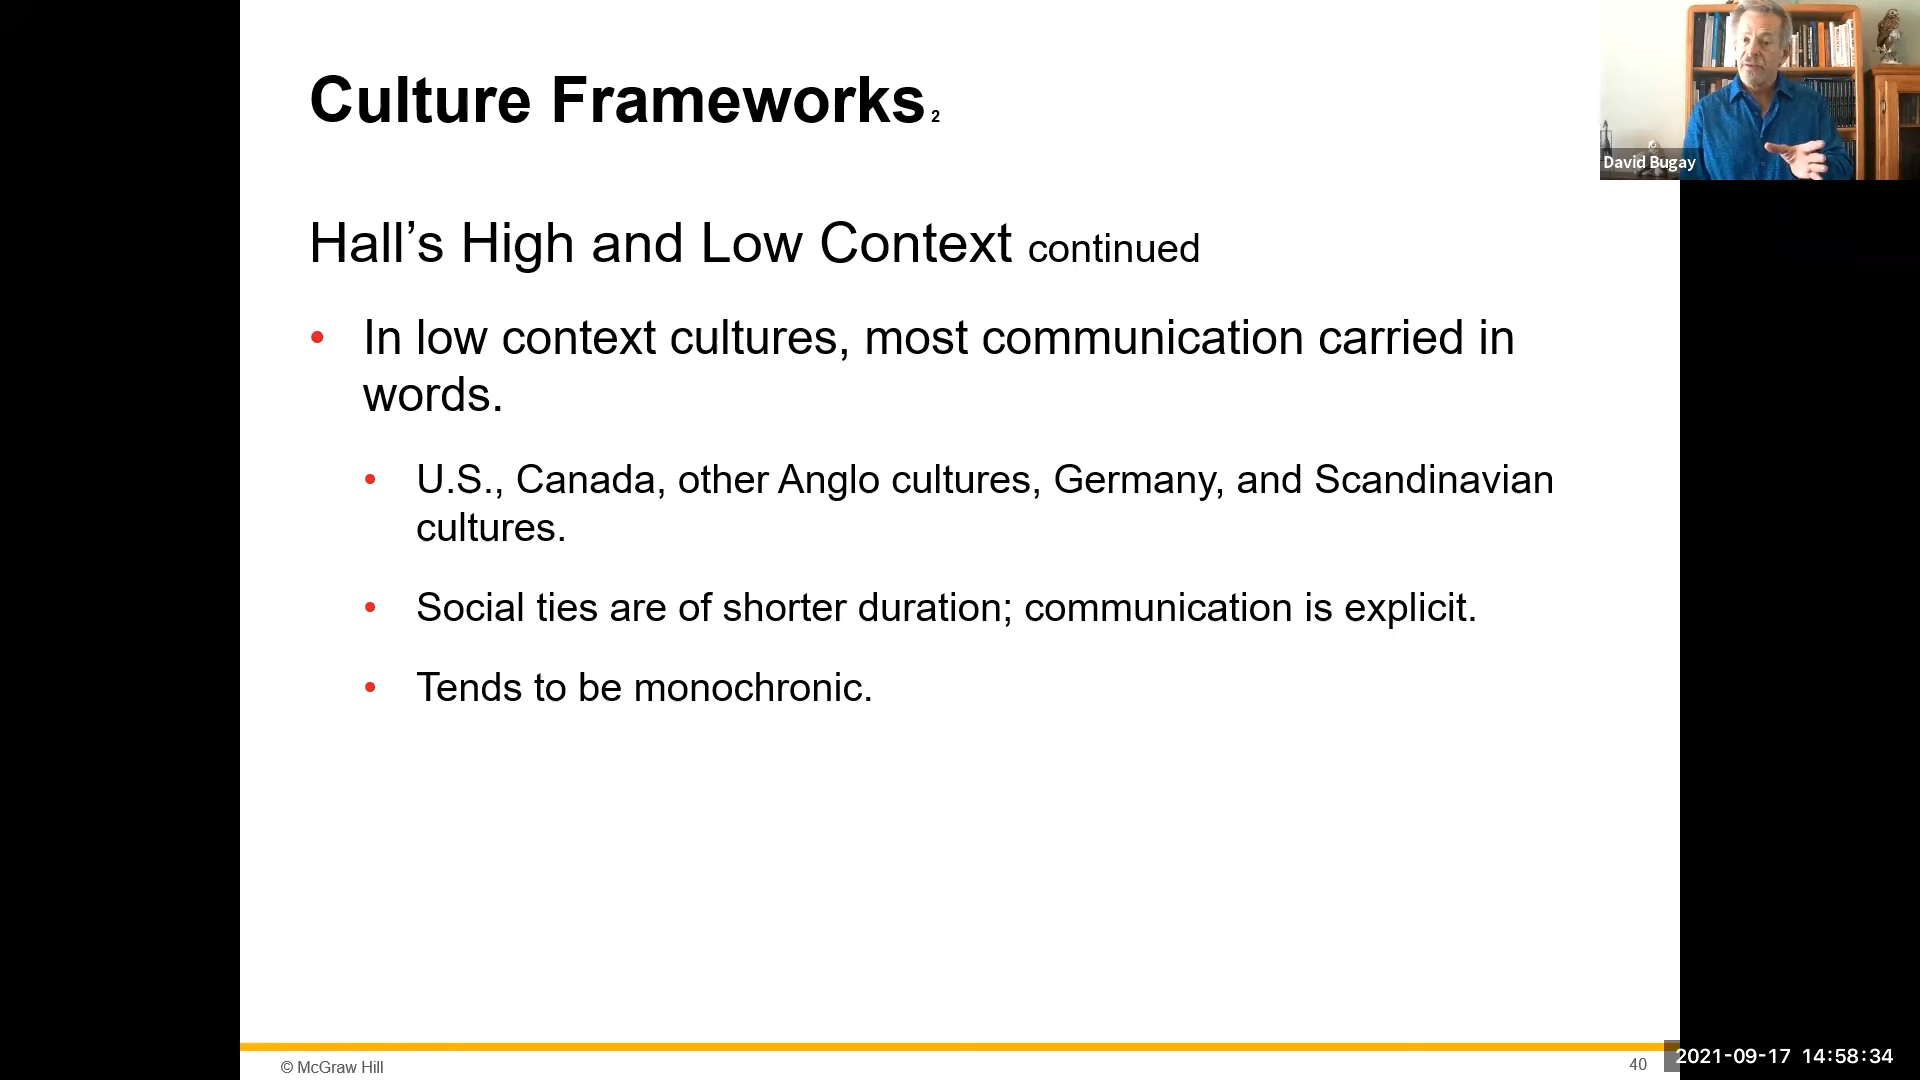 Culture Frameworks 2
David Bugay
Hall’s High and Low Context continued
• In low context cultures, most communication carried in
words.
• U.S., Canada, other Anglo cultures, Germany, and Scandinavian
cultures.
• Social ties are of shorter duration; communication is explicit.
• Tends to be monochronic.
© McGraw Hill
40
2021-09-17 14:58:34